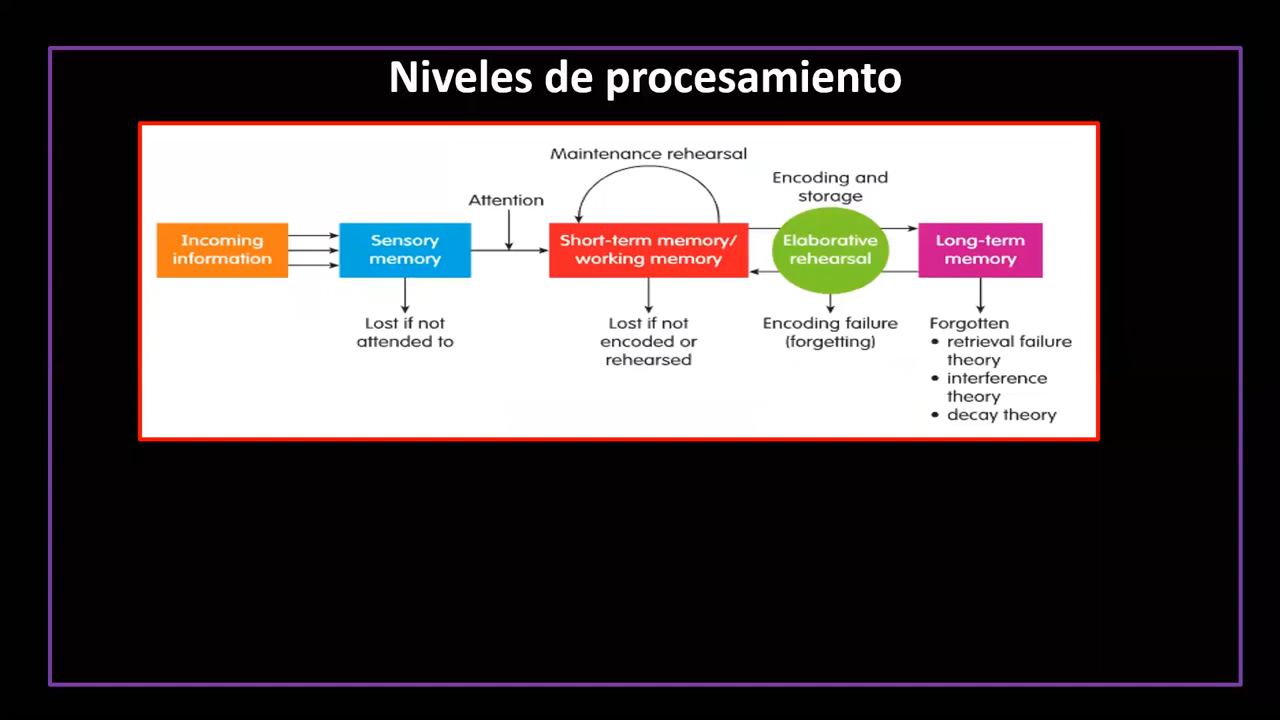 Niveles de procesamiento
Maintenance rehearsal
Encoding and
storage
Attention
Incoming
information
Sensory
memory
Short-term memory/
working memory
Elaborative
rehearsal
Long-term
memory
Lost if not
attended to
Lost if not
encoded or
rehearsed
Encoding failure
(forgetting)
Forgotten
• retrieval failure
theory
• interference
theory
• decay theory